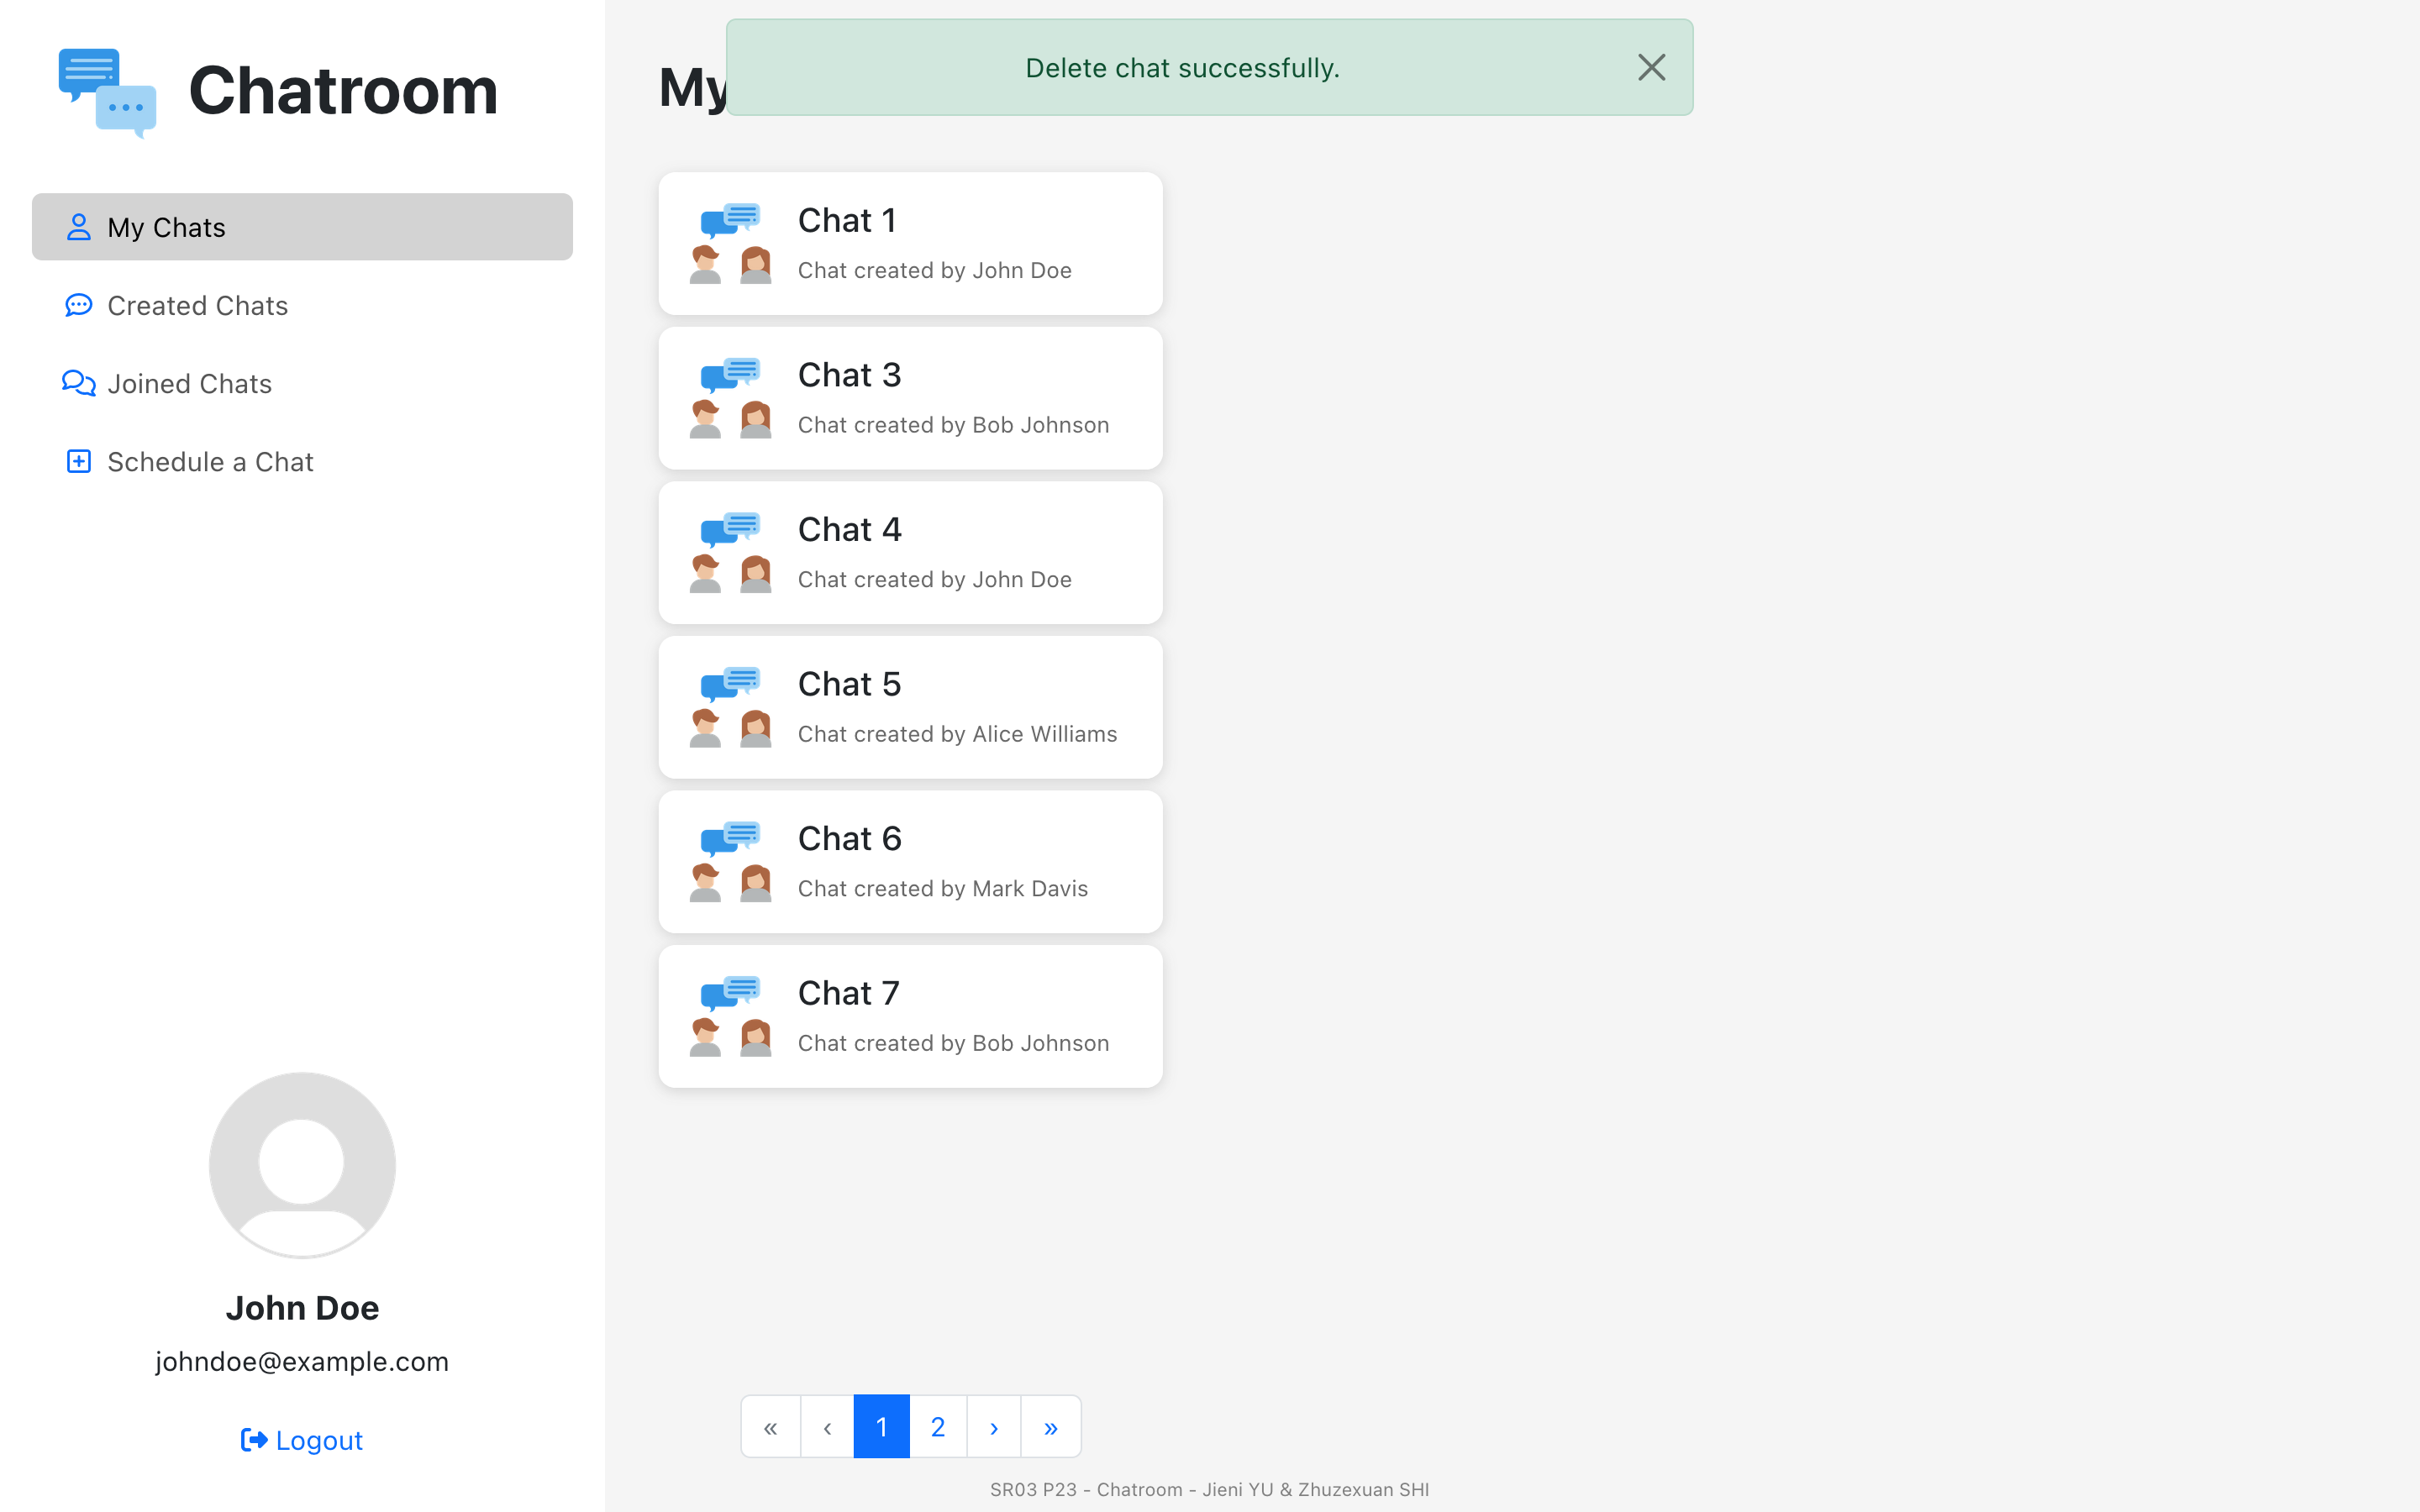 Chatroom
My Chats
Created Chats
Joined Chats
Schedule a Chat
John Doe
johndoe@example.com
Logout
My
Delete chat successfully.
Chat 1
Chat created by John Doe
Chat 3
Chat created by Bob Johnson
Chat 4
Chat created by John Doe
Chat 5
Chat created by Alice Williams
Chat 6
Chat created by Mark Davis
Chat 7
Chat created by Bob Johnson
« ‹ 1 2 › »
SR03 P23 - Chatroom - Jieni YU & Zhuzexuan SHI